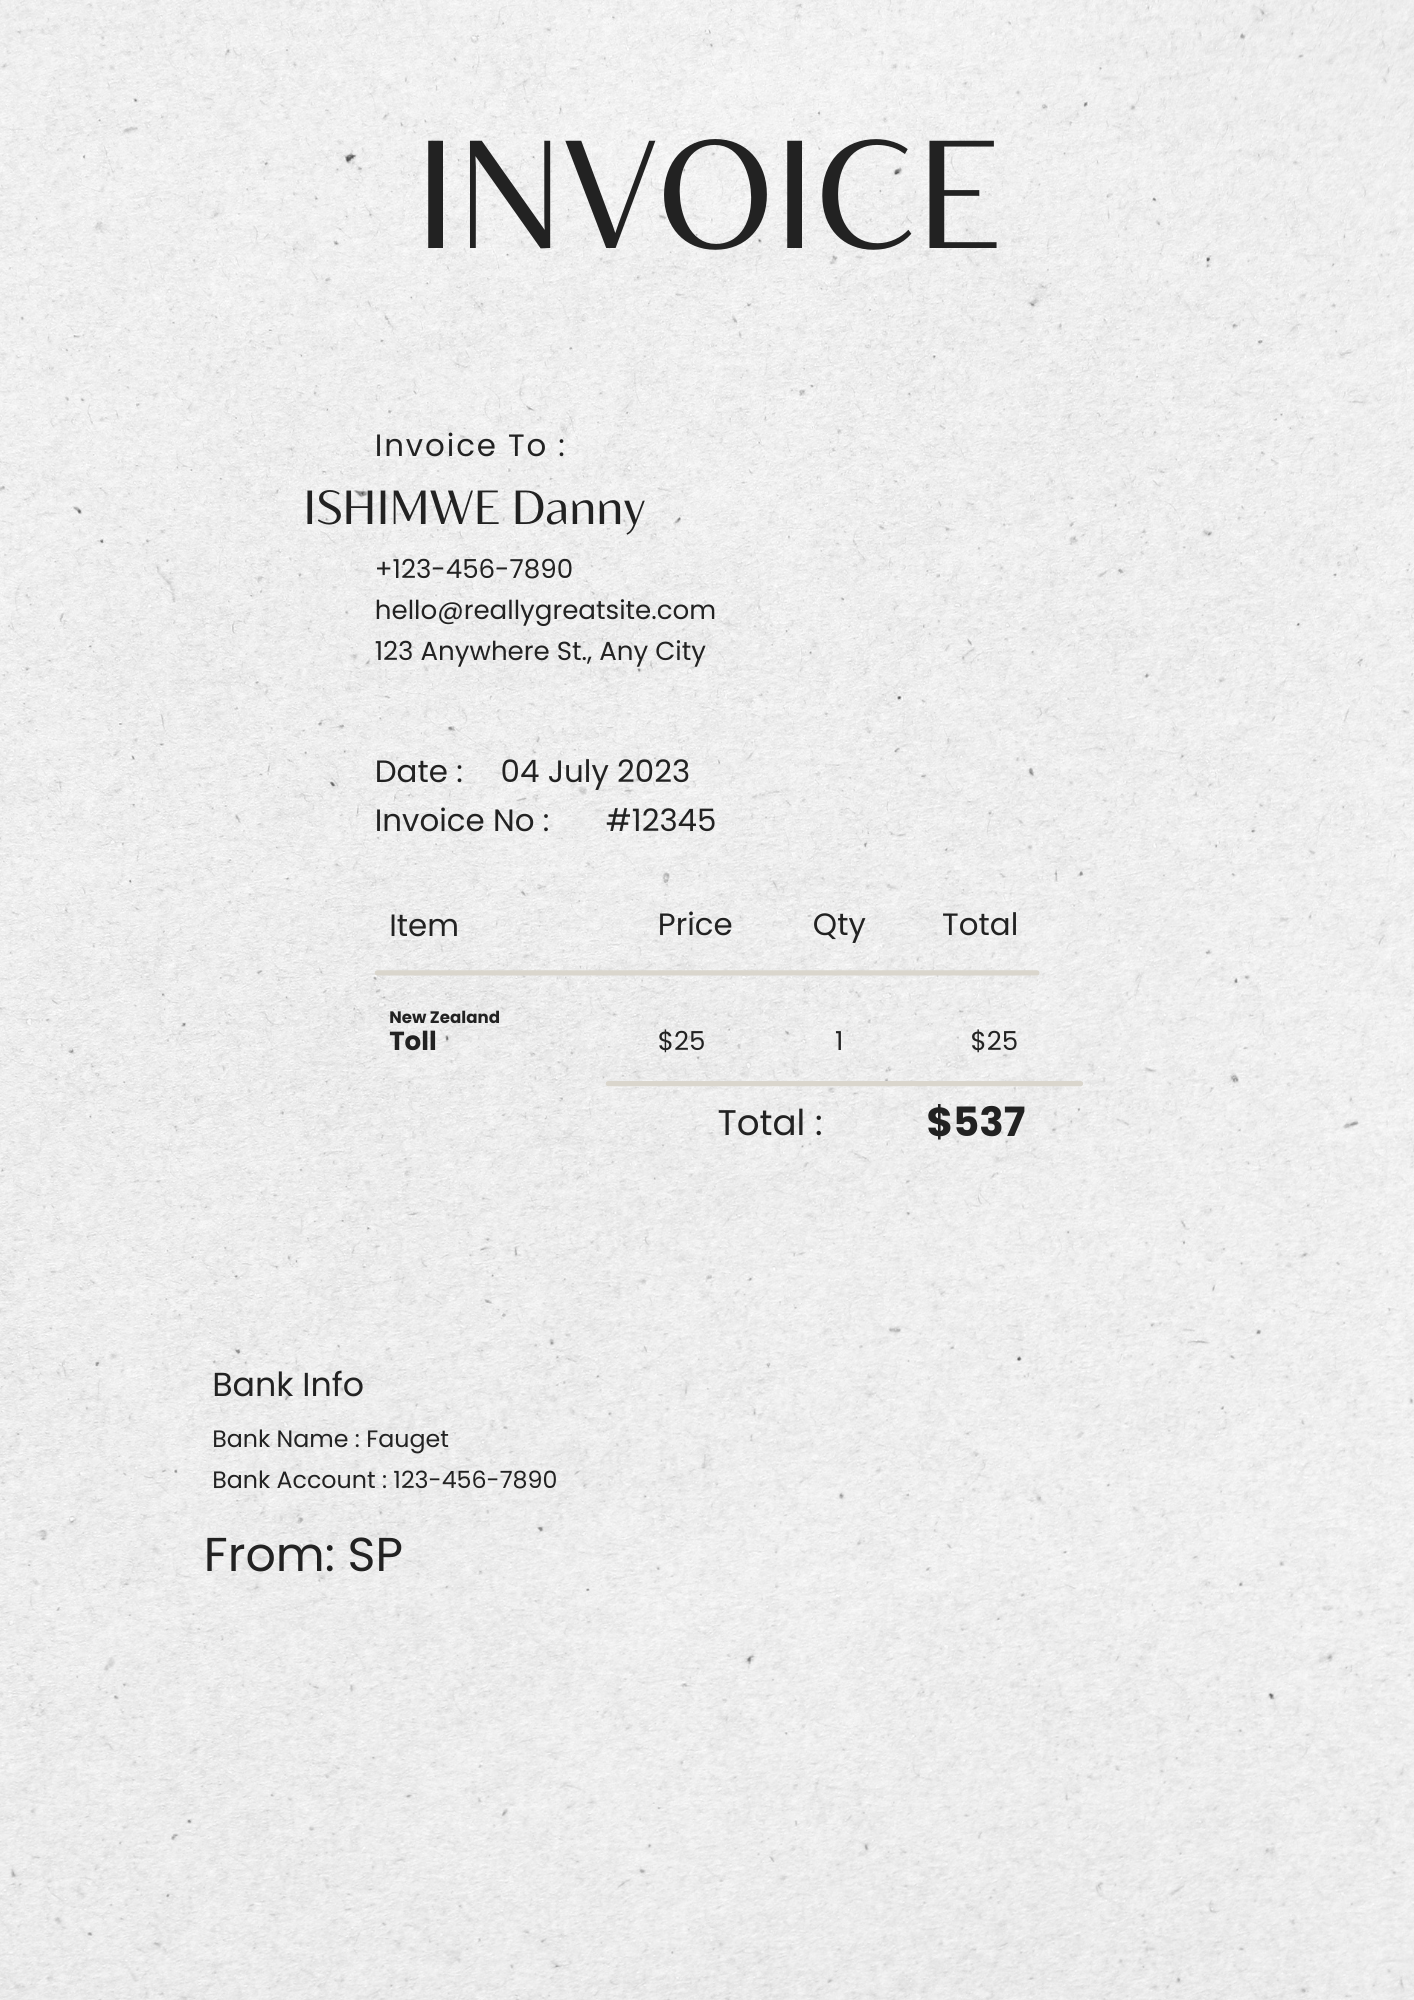 INVOICE
Invoice To :
ISHIMWE Danny
+123-456-7890
hello@reallygreatsite.com
123 Anywhere St., Any City
Date : 04 July 2023
Invoice No : #12345
Item Price Qty Total
New Zealand
Toll $25 1 $25
Total : $537
Bank Info
Bank Name : Fauget
Bank Account : 123-456-7890
From: SP